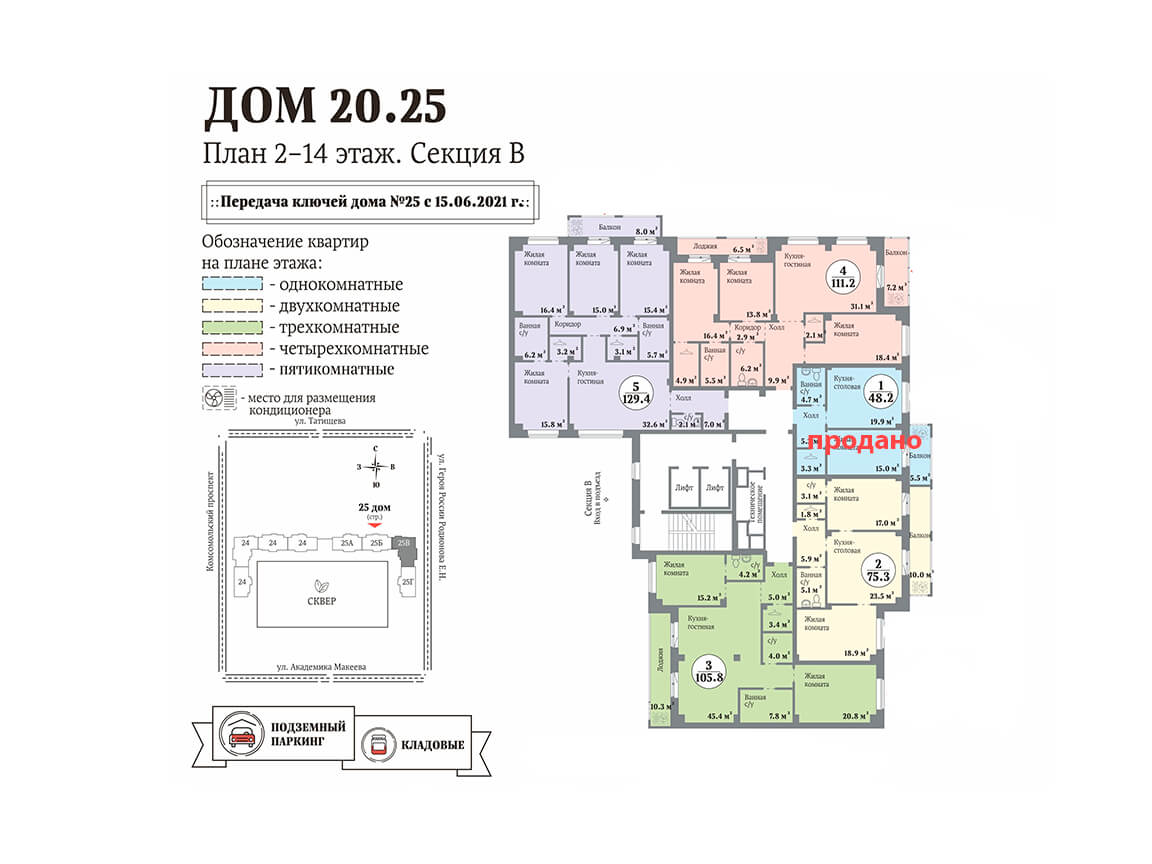 ДОМ 20.25
План 2–14 этаж. Секция В
Передача ключей дома №25 с 15.06.2021 г.
Обозначение квартир
на плане этажа:
- однокомнатные
- двухкомнатные
- трехкомнатные
- четырехкомнатные
- пятикомнатные
- место для размещения
кондиционера
ул. Татищева
Комсомольский проспект
ул. Героя России Родионова Е.Н.
С
З
В
Ю
25 дом
(стр.)
24
24
24
25А
25Б
25В
24
25Г
СКВЕР
ул. Академика Макеева
ПОДЗЕМНЫЙ
ПАРКИНГ
КЛАДОВЫЕ
Балкон
8.0 м²
Жилая
комната
16.4 м²
Жилая
комната
15.0 м²
Жилая
комната
15.4 м²
Ванная
с/у
6.2 м²
Коридор
6.9 м²
3.2 м²
3.1 м²
Ванная
с/у
5.7 м²
Жилая
комната
15.8 м²
Кухня-
гостиная
5
129.4
32.6 м²
Холл
с/у
2.1 м²
7.0 м²
Лоджия
6.5 м²
Жилая
комната
16.4 м²
Жилая
комната
13.8 м²
Кухня-
гостиная
4
111.2
31.1 м²
Балкон
7.2 м²
Коридор
2.9 м²
Холл
9.9 м²
2.1 м²
Жилая
комната
18.4 м²
4.9 м²
Ванная
с/у
5.5 м²
с/у
6.2 м²
Ванная
с/у
4.7 м²
Кухня-
столовая
1
48.2
19.9 м²
Холл
продано
3.3 м²
15.0 м²
Балкон
5.5 м²
Лифт
Лифт
Техническое
помещение
Секция В
Вход в подъезд
с/у
3.1 м²
1.8 м²
Жилая
комната
17.0 м²
Холл
5.9 м²
Кухня-
столовая
2
75.3
23.5 м²
Балкон
10.0 м²
Ванная
с/у
5.1 м²
Жилая
комната
18.9 м²
Жилая
комната
15.2 м²
с/у
4.2 м²
Холл
5.0 м²
3.4 м²
с/у
4.0 м²
Кухня-
гостиная
3
105.8
45.4 м²
Лоджия
10.3 м²
Ванная
с/у
7.8 м²
Жилая
комната
20.8 м²